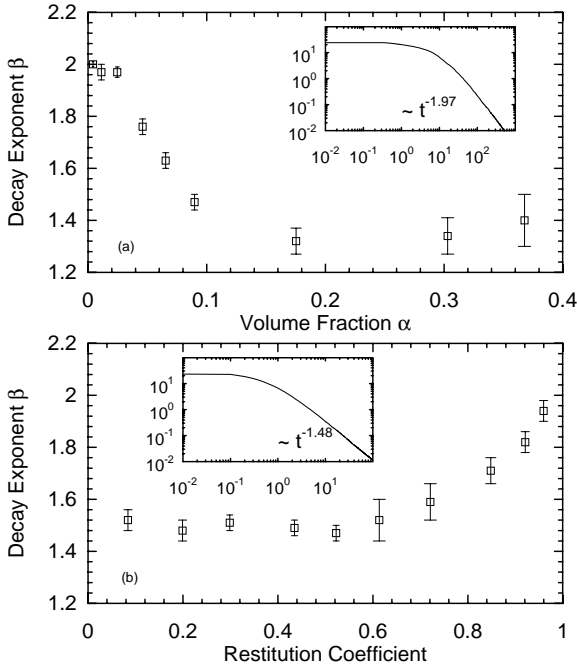 2.2
2
1.8
1.6
1.4
1.2
Decay Exponent β
(a)
10²
10¹
10⁰
10⁻¹
10⁻²
~ t⁻¹·⁹⁷
10⁻² 10⁻¹ 10⁰ 10¹ 10²
0 0.1 0.2 0.3 0.4
Volume Fraction α
2.2
2
1.8
1.6
1.4
1.2
Decay Exponent β
(b)
10²
10¹
10⁰
10⁻¹
10⁻²
~ t⁻¹·⁴⁸
10⁻² 10⁻¹ 10⁰ 10¹
0 0.2 0.4 0.6 0.8 1
Restitution Coefficient